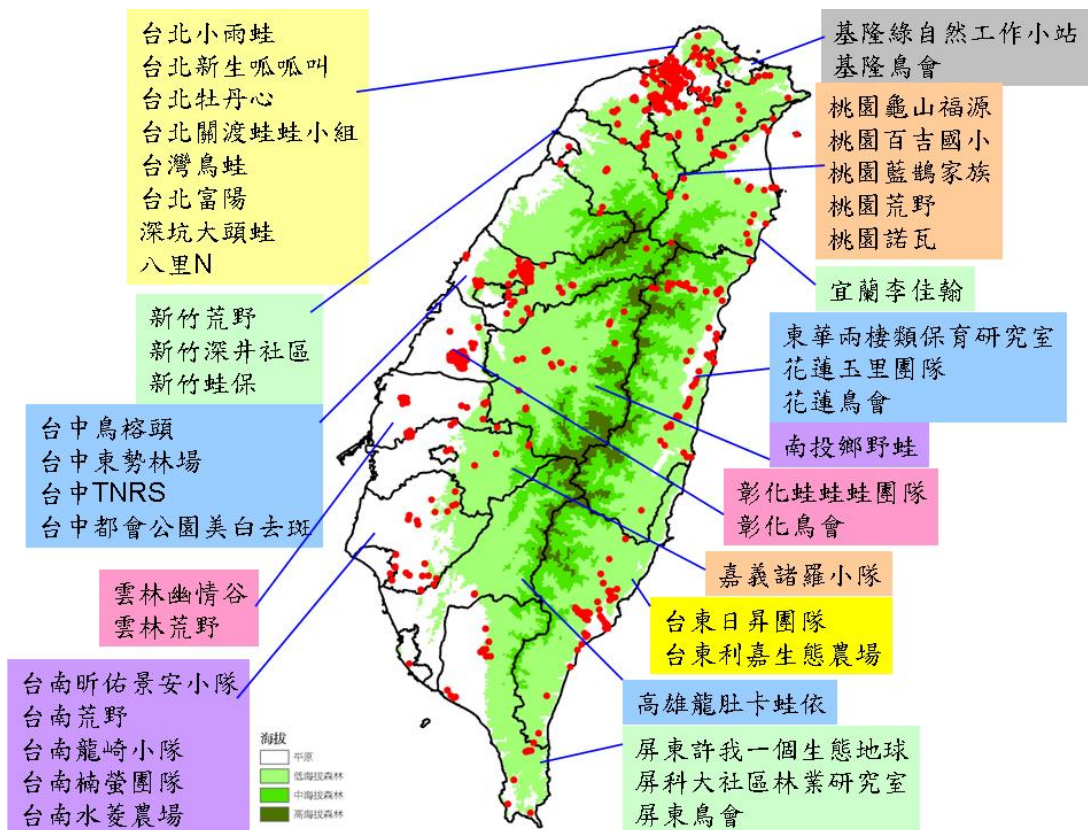 台北小雨蛙
台北新生呱呱叫
台北牡丹心
台北關渡蛙蛙小組
台灣鳥蛙
台北富陽
深坑大頭蛙
八里N
新竹荒野
新竹深井社區
新竹蛙保
台中鳥榕頭
台中東勢林場
台中TNRS
台中都會公園美白去斑
雲林幽情谷
雲林荒野
台南昕佑景安小隊
台南荒野
台南龍崎小隊
台南楠螢團隊
台南水菱農場
基隆綠自然工作小站
基隆鳥會
桃園龜山福源
桃園百吉國小
桃園藍鵲家族
桃園荒野
桃園諾瓦
宜蘭李佳翰
東華兩棲類保育研究室
花蓮玉里團隊
花蓮鳥會
南投鄉野蛙
彰化蛙蛙蛙團隊
彰化鳥會
嘉義諸羅小隊
台東日昇團隊
台東利嘉生態農場
高雄龍肚卡蛙依
屏東許我一個生態地球
屏科大社區林業研究室
屏東鳥會
海拔
平原
低海拔森林
中海拔森林
高海拔森林